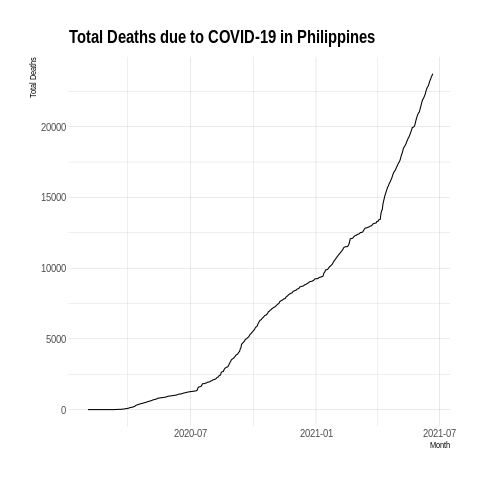 Total Deaths due to COVID-19 in Philippines
Total Deaths
20000
15000
10000
5000
0
2020-07
2021-01
2021-07
Month